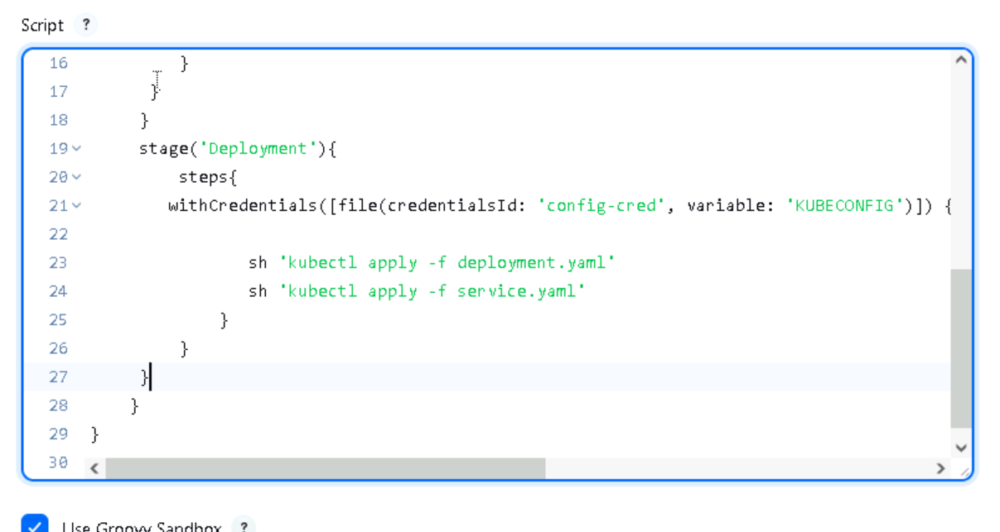 Script ?
16 }
17 }
18 }
19 stage('Deployment'){
20 steps{
21 withCredentials([file(credentialsId: 'config-cred', variable: 'KUBECONFIG')]) {
22
23 sh 'kubectl apply -f deployment.yaml'
24 sh 'kubectl apply -f service.yaml'
25 }
26 }
27 }
28 }
29 }
30
Use Groovy Sandbox ?